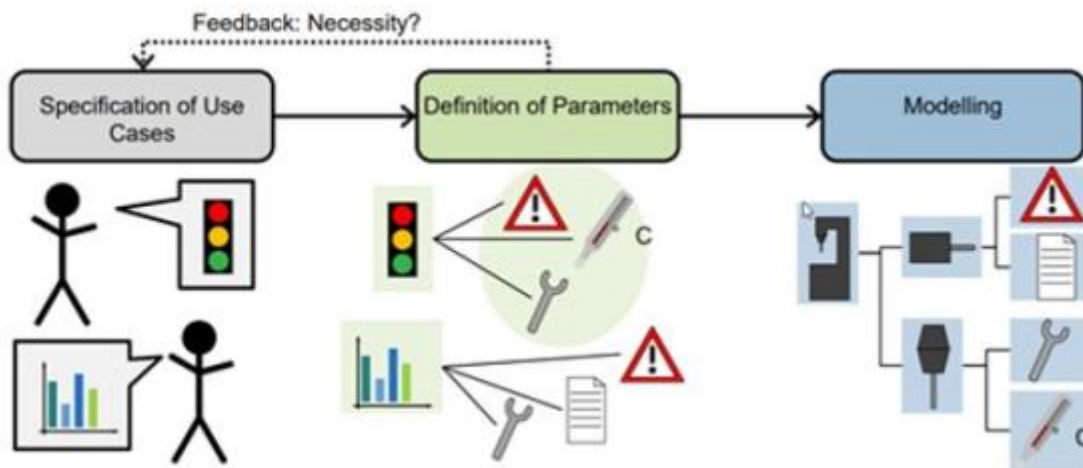 Feedback: Necessity?
Specification of Use
Cases
Definition of Parameters
Modelling
C
C